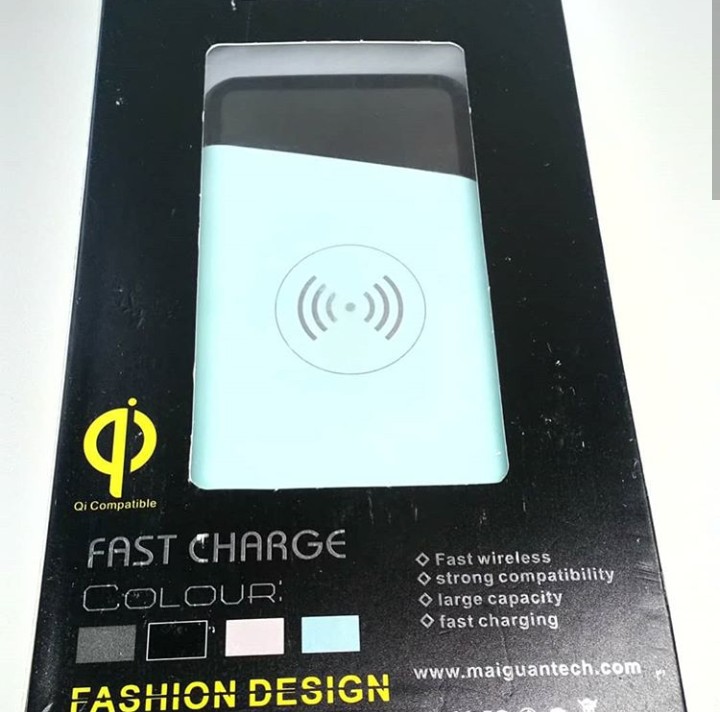 Qi Compatible
FAST CHARGE
COLOUR:
FASHION DESIGN
Fast wireless
strong compatibility
large capacity
fast charging
www.maiguantech.com